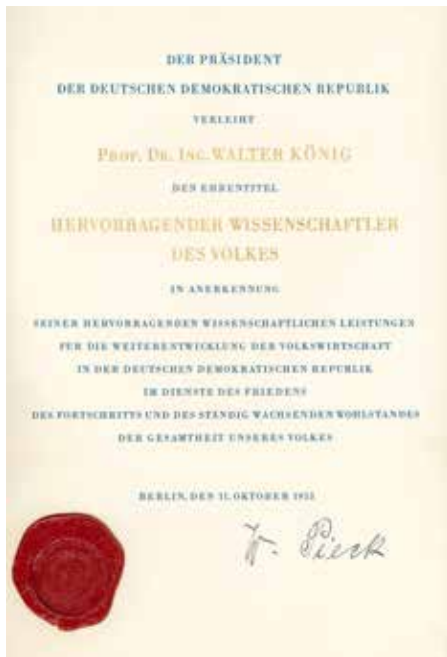 DER PRÄSIDENT
DER DEUTSCHEN DEMOKRATISCHEN REPUBLIK
VERLEIHT
PROF. DR. ING. WALTER KÖNIG
DEN EHRENTITEL
HERVORRAGENDER WISSENSCHAFTLER
DES VOLKES
IN ANERKENNUNG
SEINER HERVORRAGENDEN WISSENSCHAFTLICHEN LEISTUNGEN
FÜR DIE WEITERENTWICKLUNG DER VOLKSWIRTSCHAFT
IN DER DEUTSCHEN DEMOKRATISCHEN REPUBLIK
IM DIENSTE DES FRIEDENS
DES FORTSCHRITTS UND DES STÄNDIG WACHSENDEN WOHLSTANDES
DER GESAMTHEIT UNSERES VOLKES
BERLIN, DEN OKTOBER
W. Pieck